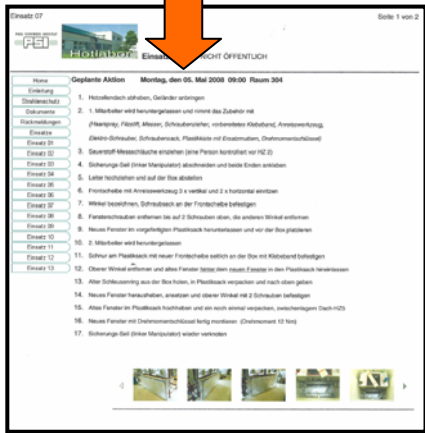 Einsatz 07
Seite 1 von 2
PSI
Hotlabor
Einsatz
NICHT ÖFFENTLICH
Home
Einleitung
Strahlenschutz
Dokumente
Rückmeldungen
Einsätze
Einsatz 01
Einsatz 02
Einsatz 03
Einsatz 04
Einsatz 05
Einsatz 06
Einsatz 07
Einsatz 08
Einsatz 09
Einsatz 10
Einsatz 11
Einsatz 12
Einsatz 13
Geplante Aktion Montag, den 05. Mai 2008 09:00 Raum 304
1. Hotzellendach abheben, Geländer anbringen
2. 1. Mitarbeiter wird heruntergelassen und nimmt das Zubehör mit
(Haarspray, Filzstift, Messer, Schraubenzieher, vorbereitetes Klebeband, Anreisswerkzeug,
Elektro-Schrauber, Schraubensack, Plastikkiste mit Ersatzmuttern, Drehmomentschlüssel)
3. Sauerstoff-Messschläuche einziehen (eine Person kontrolliert vor HZ 2)
4. Sicherungs-Seil (linker Manipulator) abschneiden und beide Enden ankleben
5. Leiter hochziehen und auf der Box abstellen
6. Frontscheibe mit Anreisswerkzeug 3 x vertikal und 2 x horizontal einritzen
7. Winkel bezeichnen, Schraubsack an der Frontscheibe befestigen
8. Fensterschrauben entfernen bis auf 2 Schrauben oben, die anderen Winkel entfernen
9. Neues Fenster im vorgefertigten Plastiksack herunterlassen und vor der Box platzieren
10. 2. Mitarbeiter wird heruntergelassen
11. Schnur am Plastiksack mit neuer Frontscheibe seitlich an der Box mit Klebeband befestigen
12. Oberer Winkel entfernen und altes Fenster hinter dem neuen Fenster in den Plastiksack hineinlassen
13. Alter Schleusenring aus der Box holen, in Plastiksack verpacken und nach oben geben
14. Neues Fenster herausheben, ansetzen und oberer Winkel mit 2 Schrauben befestigen
15. Altes Fenster im Plastiksack hochheben und ein noch einmal verpacken, zwischenlagern Dach HZ5
16. Neues Fenster mit Drehmomentschlüssel fertig montieren (Drehmoment 12 Nm)
17. Sicherungs-Seil (linker Manipulator) wieder verknoten